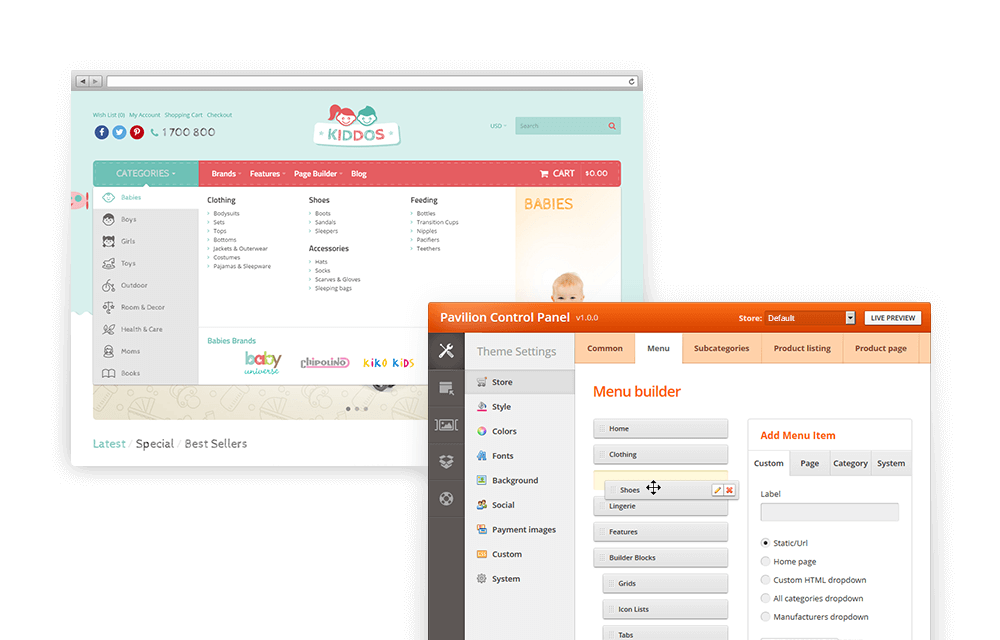 Wish List (0) My Account Shopping Cart Checkout
1 700 800
KIDDOS
USD
Search
CATEGORIES
Brands Features Page Builder Blog
CART $0.00
Babies
Boys
Girls
Toys
Outdoor
Room & Decor
Health & Care
Moms
Books
Clothing
Bodysuits
Sets
Tops
Bottoms
Jackets & Outerwear
Costumes
Pajamas & Sleepware
Shoes
Boots
Sandals
Sleepers
Accessories
Hats
Socks
Scarves & Gloves
Sleeping bags
Feeding
Bottles
Transition Cups
Nipples
Pacifiers
Teethers
BABIES
Babies Brands
baby
universe
chipolino
KIKO KIDS
Latest / Special / Best Sellers
Pavilion Control Panel v1.0.0
Store: Default
LIVE PREVIEW
Theme Settings
Common Menu Subcategories Product listing Product page
Store
Style
Colors
Fonts
Background
Social
Payment images
Custom
System
Menu builder
Home
Clothing
Shoes
Lingerie
Features
Builder Blocks
Grids
Icon Lists
Tabs
Add Menu Item
Custom Page Category System
Label
Static/Url
Home page
Custom HTML dropdown
All categories dropdown
Manufacturers dropdown